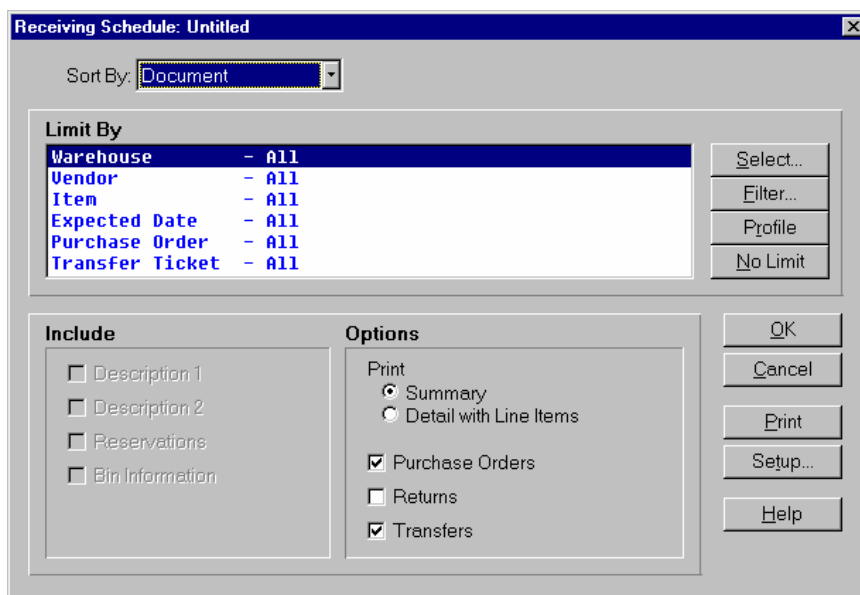 Receiving Schedule: Untitled
Sort By: Document
Limit By
Warehouse - All
Vendor - All
Item - All
Expected Date - All
Purchase Order - All
Transfer Ticket - All
Select...
Filter...
Profile
No Limit
Include
Description 1
Description 2
Reservations
Bin Information
Options
Print
Summary
Detail with Line Items
Purchase Orders
Returns
Transfers
OK
Cancel
Print
Setup...
Help